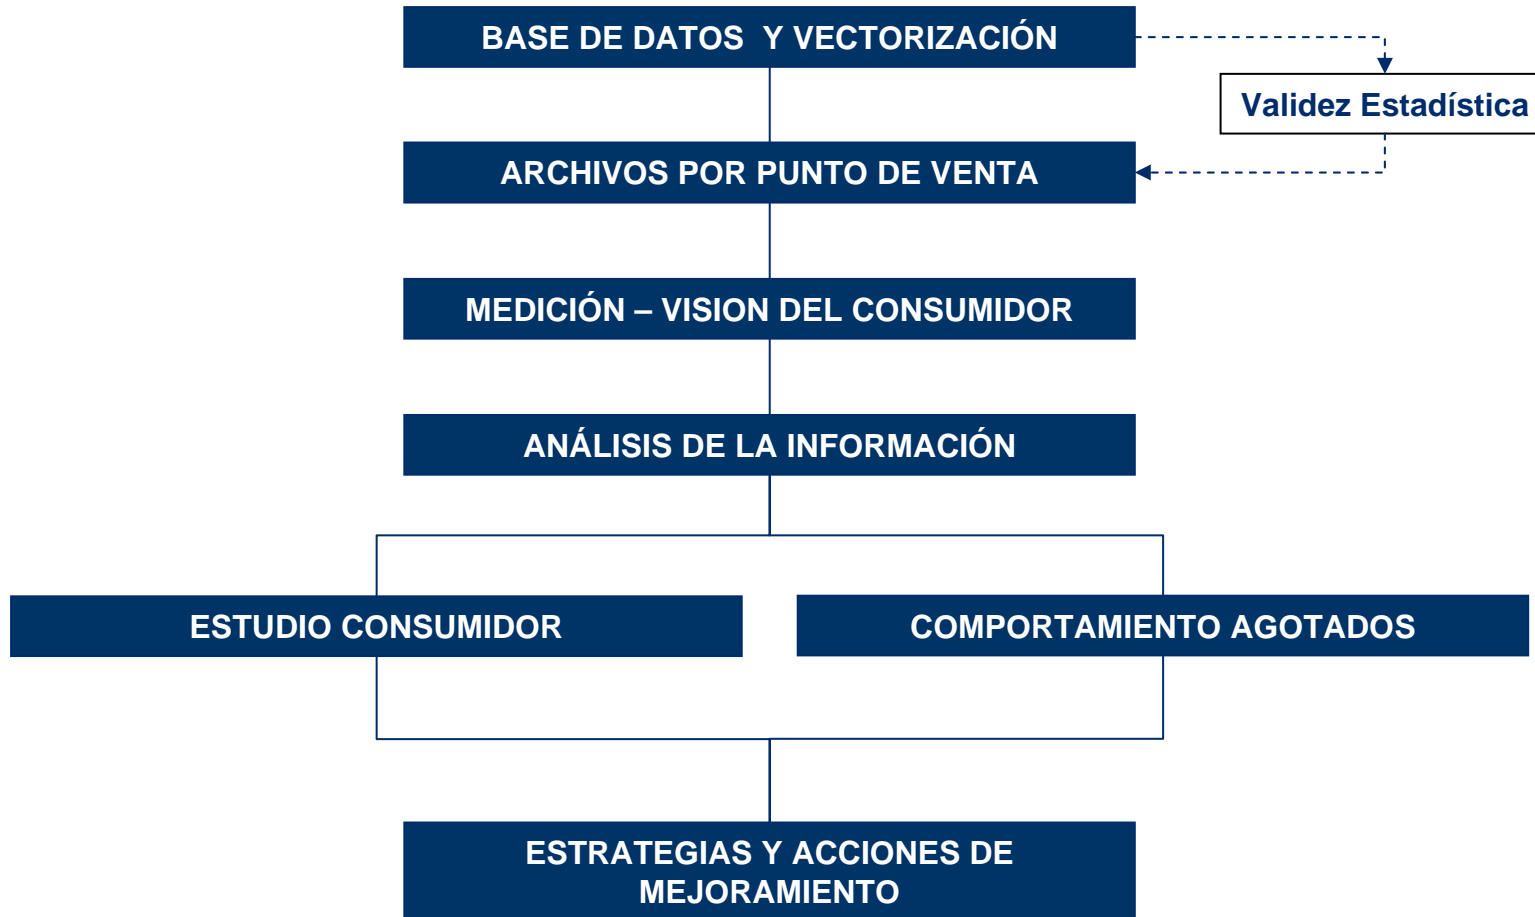 BASE DE DATOS  Y VECTORIZACIÓN
Validez Estadística
ARCHIVOS POR PUNTO DE VENTA
MEDICIÓN – VISION DEL CONSUMIDOR
ANÁLISIS DE LA INFORMACIÓN
ESTUDIO CONSUMIDOR
COMPORTAMIENTO AGOTADOS
ESTRATEGIAS Y ACCIONES DE
MEJORAMIENTO